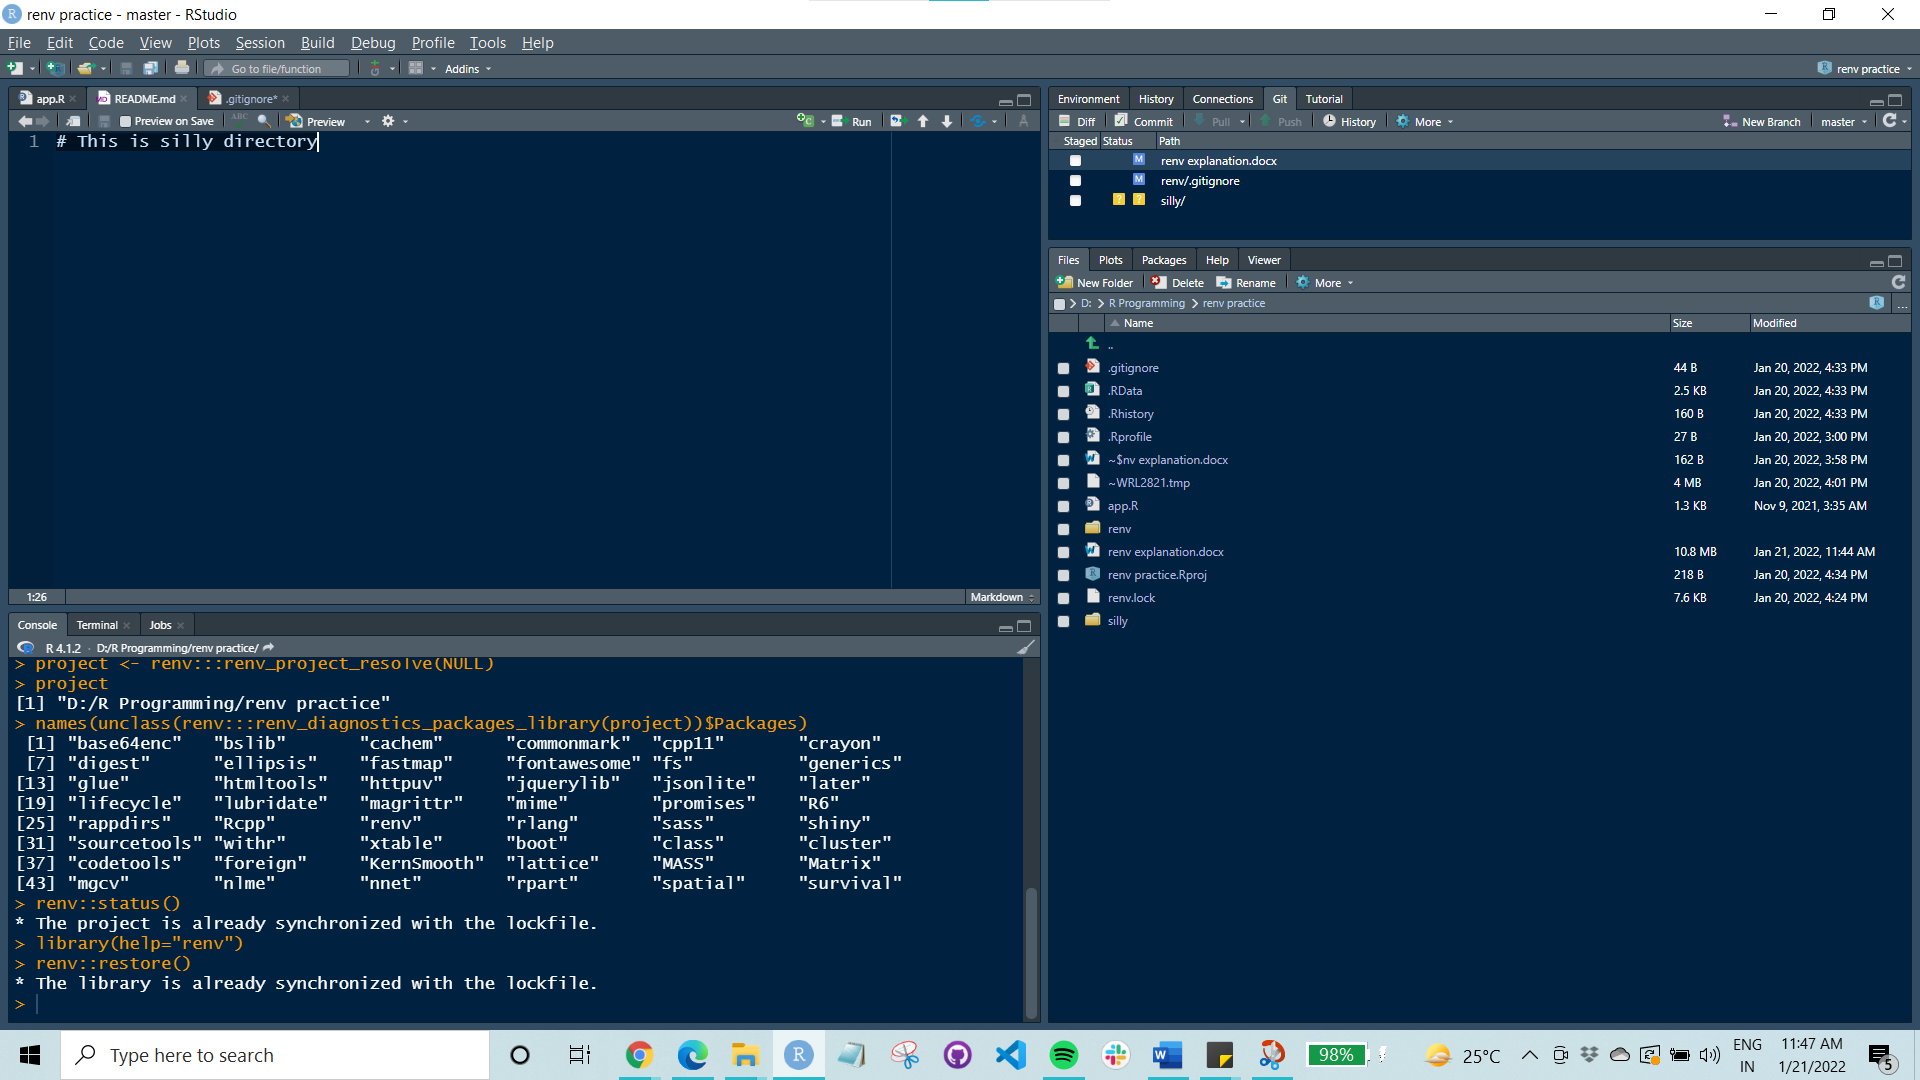 renv practice - master - RStudio
File Edit Code View Plots Session Build Debug Profile Tools Help
Go to file/function Addins renv practice
app.R README.md .gitignore*
Preview on Save ABC Preview Run
1 # This is silly directory
1:26 Markdown
Console Terminal Jobs
R 4.1.2 · D:/R Programming/renv practice/
> project <- renv:::renv_project_resolve(NULL)
> project
[1] "D:/R Programming/renv practice"
> names(unclass(renv:::renv_diagnostics_packages_library(project))$Packages)
[1] "base64enc" "bslib" "cachem" "commonmark" "cpp11" "crayon"
[7] "digest" "ellipsis" "fastmap" "fontawesome" "fs" "generics"
[13] "glue" "htmltools" "httpuv" "jquerylib" "jsonlite" "later"
[19] "lifecycle" "lubridate" "magrittr" "mime" "promises" "R6"
[25] "rappdirs" "Rcpp" "renv" "rlang" "sass" "shiny"
[31] "sourcetools" "withr" "xtable" "boot" "class" "cluster"
[37] "codetools" "foreign" "KernSmooth" "lattice" "MASS" "Matrix"
[43] "mgcv" "nlme" "nnet" "rpart" "spatial" "survival"
> renv::status()
* The project is already synchronized with the lockfile.
> library(help="renv")
> renv::restore()
* The library is already synchronized with the lockfile.
>
Environment History Connections Git Tutorial
Diff Commit Pull Push History More New Branch master
Staged Status Path
M renv explanation.docx
M renv/.gitignore
? ? silly/
Files Plots Packages Help Viewer
New Folder Delete Rename More
D: > R Programming > renv practice ...
Name Size Modified
..
.gitignore 44 B Jan 20, 2022, 4:33 PM
.RData 2.5 KB Jan 20, 2022, 4:33 PM
.Rhistory 160 B Jan 20, 2022, 4:33 PM
.Rprofile 27 B Jan 20, 2022, 3:00 PM
~$nv explanation.docx 162 B Jan 20, 2022, 3:58 PM
~WRL2821.tmp 4 MB Jan 20, 2022, 4:01 PM
app.R 1.3 KB Nov 9, 2021, 3:35 AM
renv
renv explanation.docx 10.8 MB Jan 21, 2022, 11:44 AM
renv practice.Rproj 218 B Jan 20, 2022, 4:34 PM
renv.lock 7.6 KB Jan 20, 2022, 4:24 PM
silly
Type here to search 98% 25°C ENG 11:47 AM
IN 1/21/2022 5